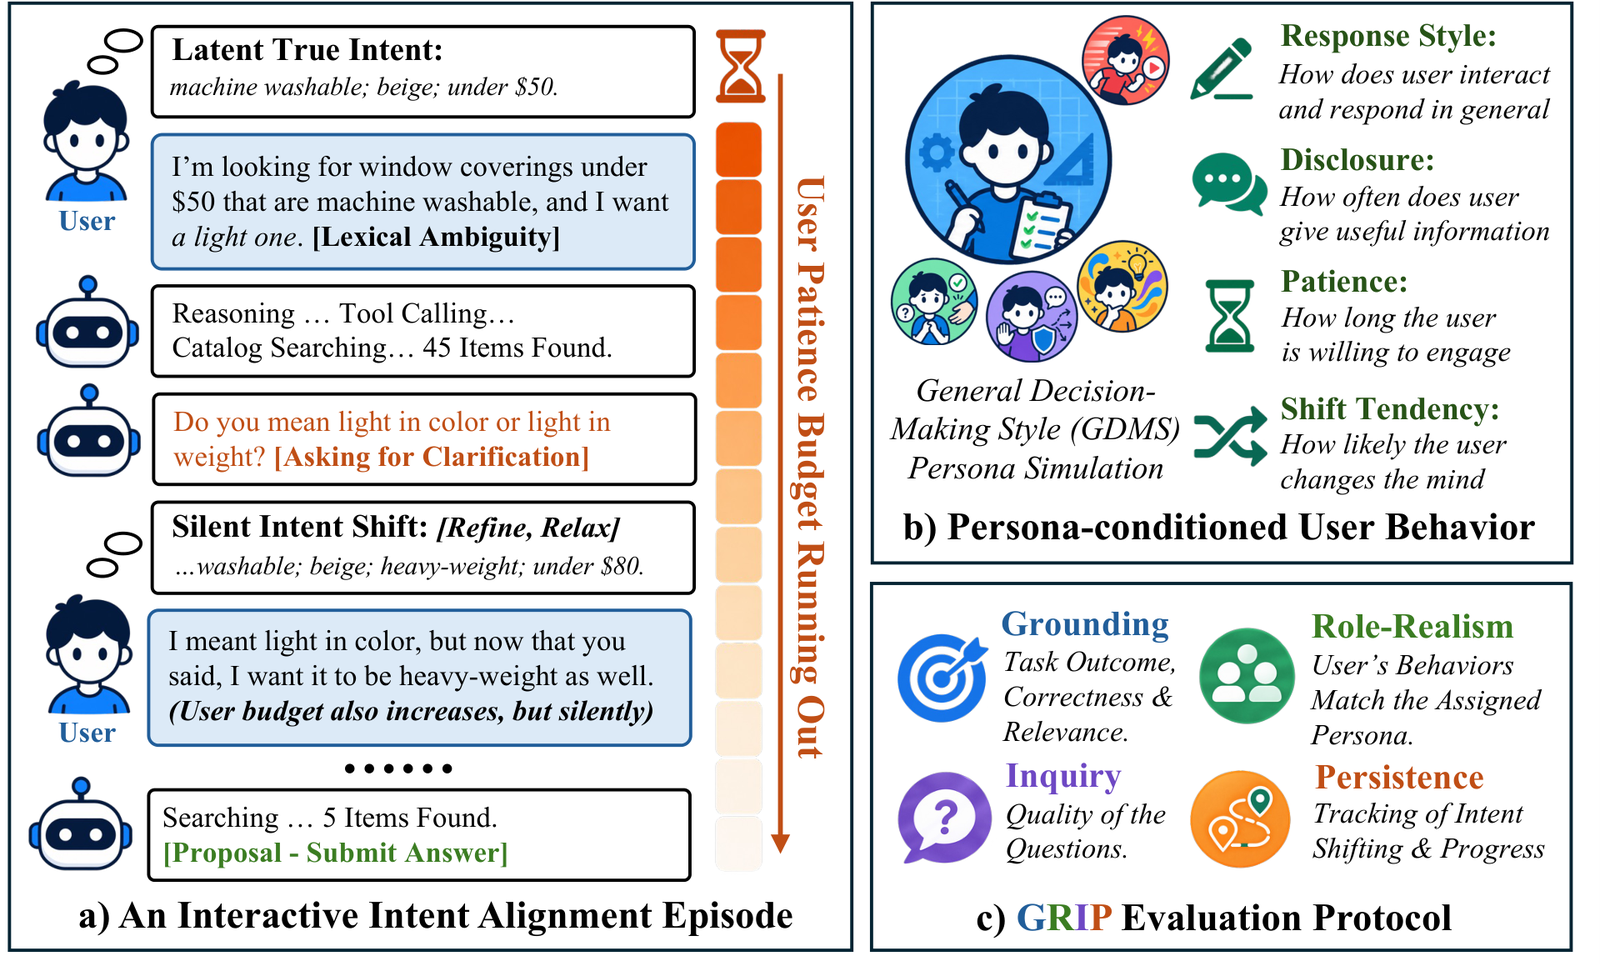 Latent True Intent:
machine washable; beige; under $50.
User
I'm looking for window coverings under
$50 that are machine washable, and I want
a light one. [Lexical Ambiguity]
Reasoning … Tool Calling…
Catalog Searching… 45 Items Found.
Do you mean light in color or light in
weight? [Asking for Clarification]
Silent Intent Shift: [Refine, Relax]
…washable; beige; heavy-weight; under $80.
User
I meant light in color, but now that you
said, I want it to be heavy-weight as well.
(User budget also increases, but silently)
Searching … 5 Items Found.
[Proposal - Submit Answer]
User Patience Budget Running Out
a) An Interactive Intent Alignment Episode
General Decision-
Making Style (GDMS)
Persona Simulation
Response Style:
How does user interact
and respond in general
Disclosure:
How often does user
give useful information
Patience:
How long the user
is willing to engage
Shift Tendency:
How likely the user
changes the mind
b) Persona-conditioned User Behavior
Grounding
Task Outcome,
Correctness &
Relevance.
Role-Realism
User's Behaviors
Match the Assigned
Persona.
Inquiry
Quality of the
Questions.
Persistence
Tracking of Intent
Shifting & Progress
c) GRIP Evaluation Protocol